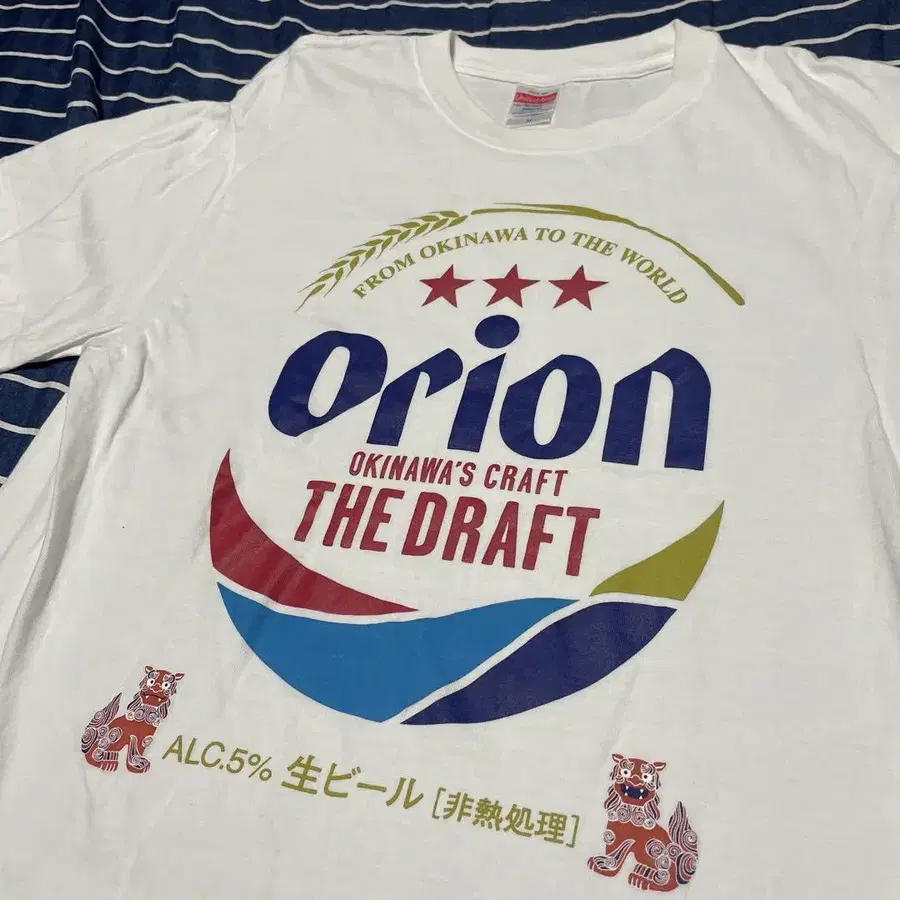 FROM OKINAWA TO THE WORLD
Orion
OKINAWA'S CRAFT
THE DRAFT
ALC.5% 生ビール [非熱処理]